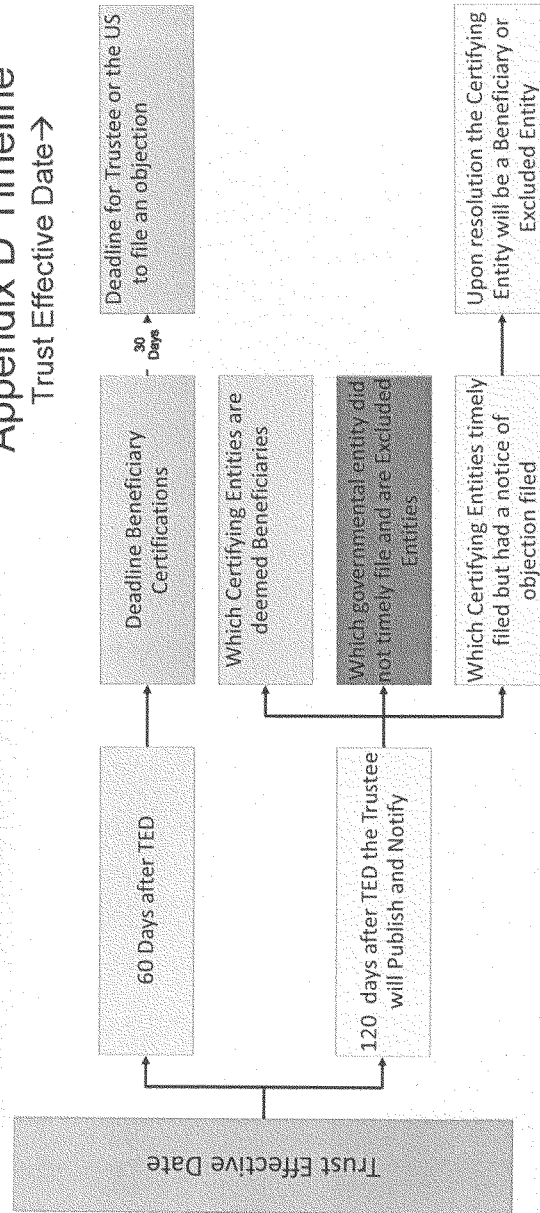 Appendix D Timeline
Trust Effective Date→
Trust Effective Date
60 Days after TED
Deadline Beneficiary
Certifications
30
Days
Deadline for Trustee or the US
to file an objection
120 days after TED the Trustee
will Publish and Notify
Which Certifying Entities are
deemed Beneficiaries
Which governmental entity did
not timely file and are Excluded
Entities
Which Certifying Entities timely
filed but had a notice of
objection filed
Upon resolution the Certifying
Entity will be a Beneficiary or
Excluded Entity